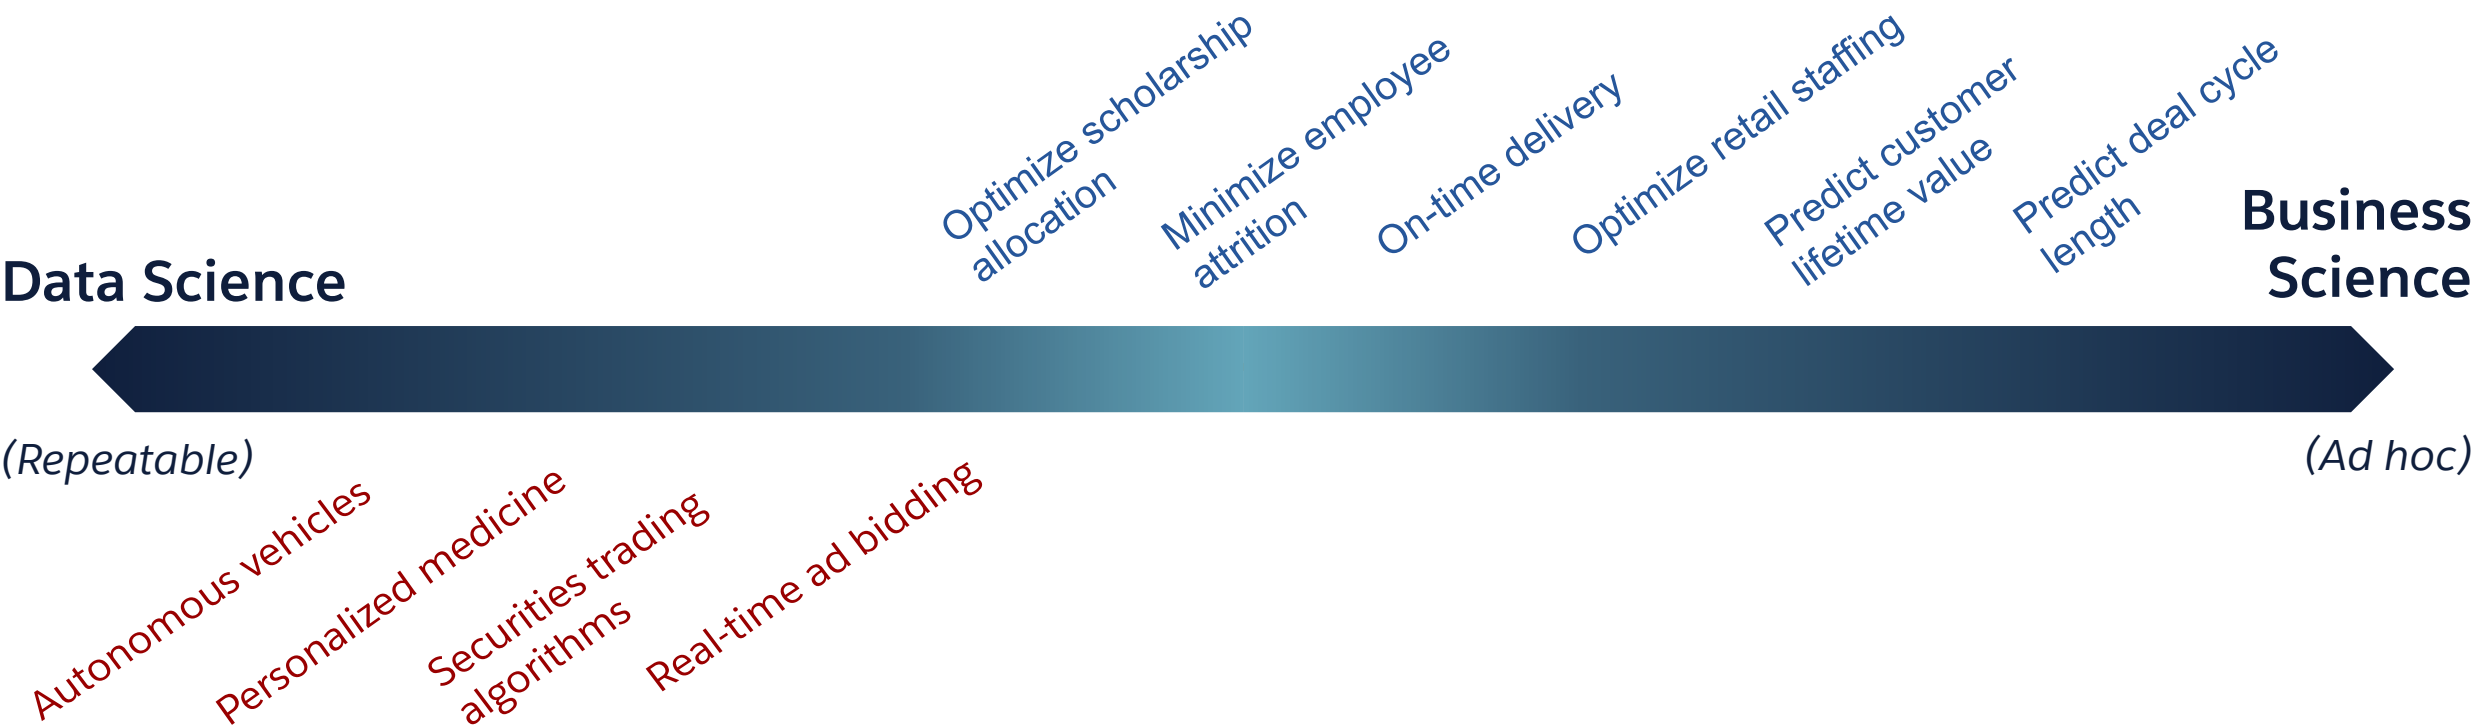 Optimize scholarship
allocation
Minimize employee
attrition
On-time delivery
Optimize retail staffing
Predict customer
lifetime value
Predict deal cycle
length
Data Science
Business
Science
(Repeatable)
(Ad hoc)
Autonomous vehicles
Personalized medicine
Securities trading
algorithms
Real-time ad bidding